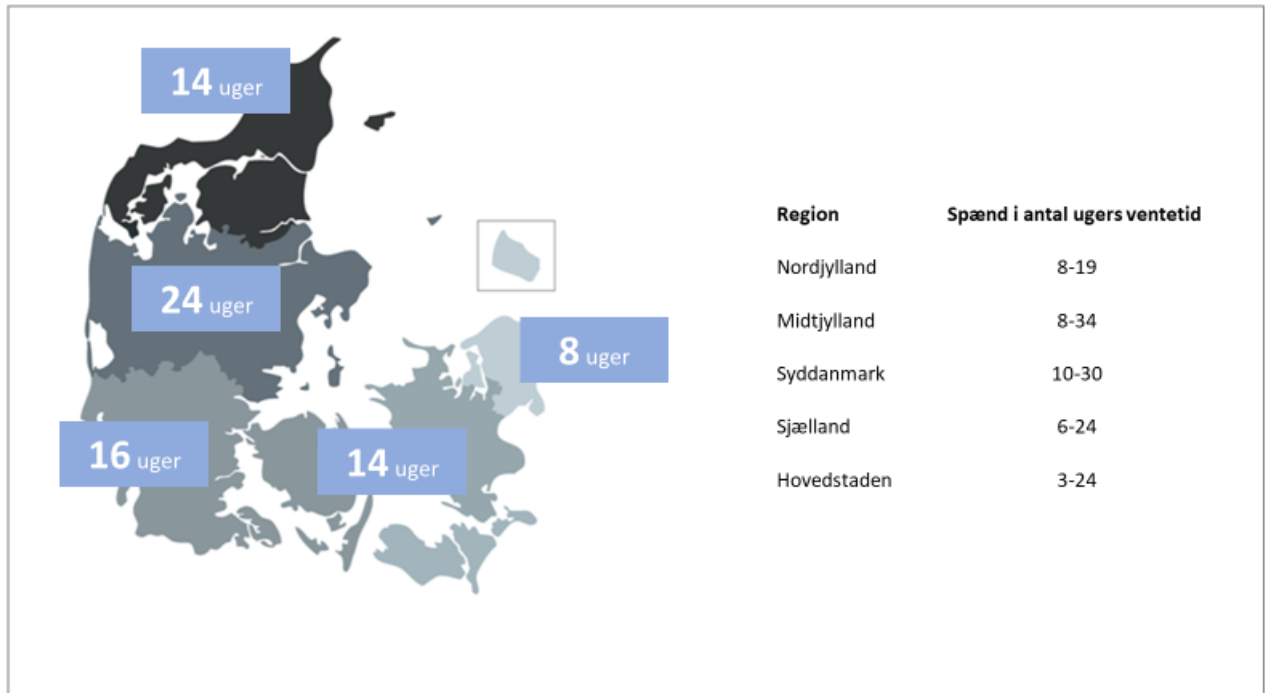 14 uger
24 uger
8 uger
16 uger
14 uger
Region Spænd i antal ugers ventetid
Nordjylland 8-19
Midtjylland 8-34
Syddanmark 10-30
Sjælland 6-24
Hovedstaden 3-24